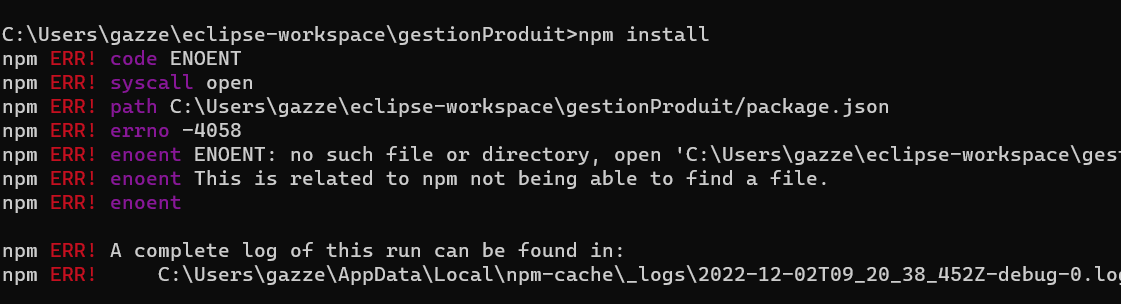 C:\Users\gazze\eclipse-workspace\gestionProduit>npm install
npm ERR! code ENOENT
npm ERR! syscall open
npm ERR! path C:\Users\gazze\eclipse-workspace\gestionProduit/package.json
npm ERR! errno -4058
npm ERR! enoent ENOENT: no such file or directory, open 'C:\Users\gazze\eclipse-workspace\gest
npm ERR! enoent This is related to npm not being able to find a file.
npm ERR! enoent
npm ERR! A complete log of this run can be found in:
npm ERR!     C:\Users\gazze\AppData\Local\npm-cache\_logs\2022-12-02T09_20_38_452Z-debug-0.log